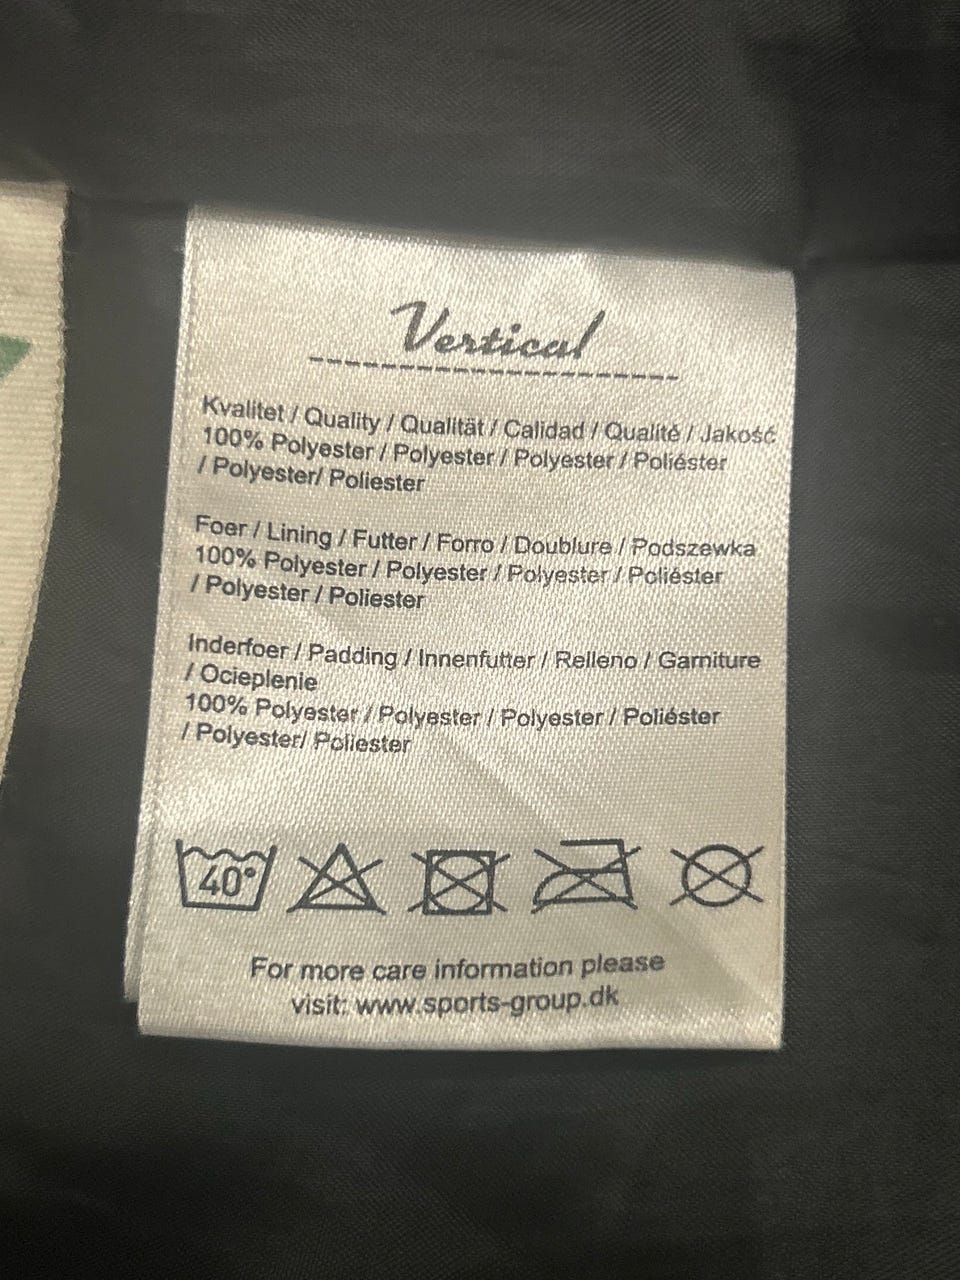 Vertical
Kvalitet / Quality / Qualität / Calidad / Qualité / Jakość
100% Polyester / Polyester / Polyester / Poliéster
/ Polyester/ Poliester
Foer / Lining / Futter / Forro / Doublure / Podszewka
100% Polyester / Polyester / Polyester / Poliéster
/ Polyester / Poliester
Inderfoer / Padding / Innenfutter / Relleno / Garniture
/ Ocieplenie
100% Polyester / Polyester / Polyester / Poliéster
/ Polyester/ Poliester
40°
For more care information please
visit: www.sports-group.dk